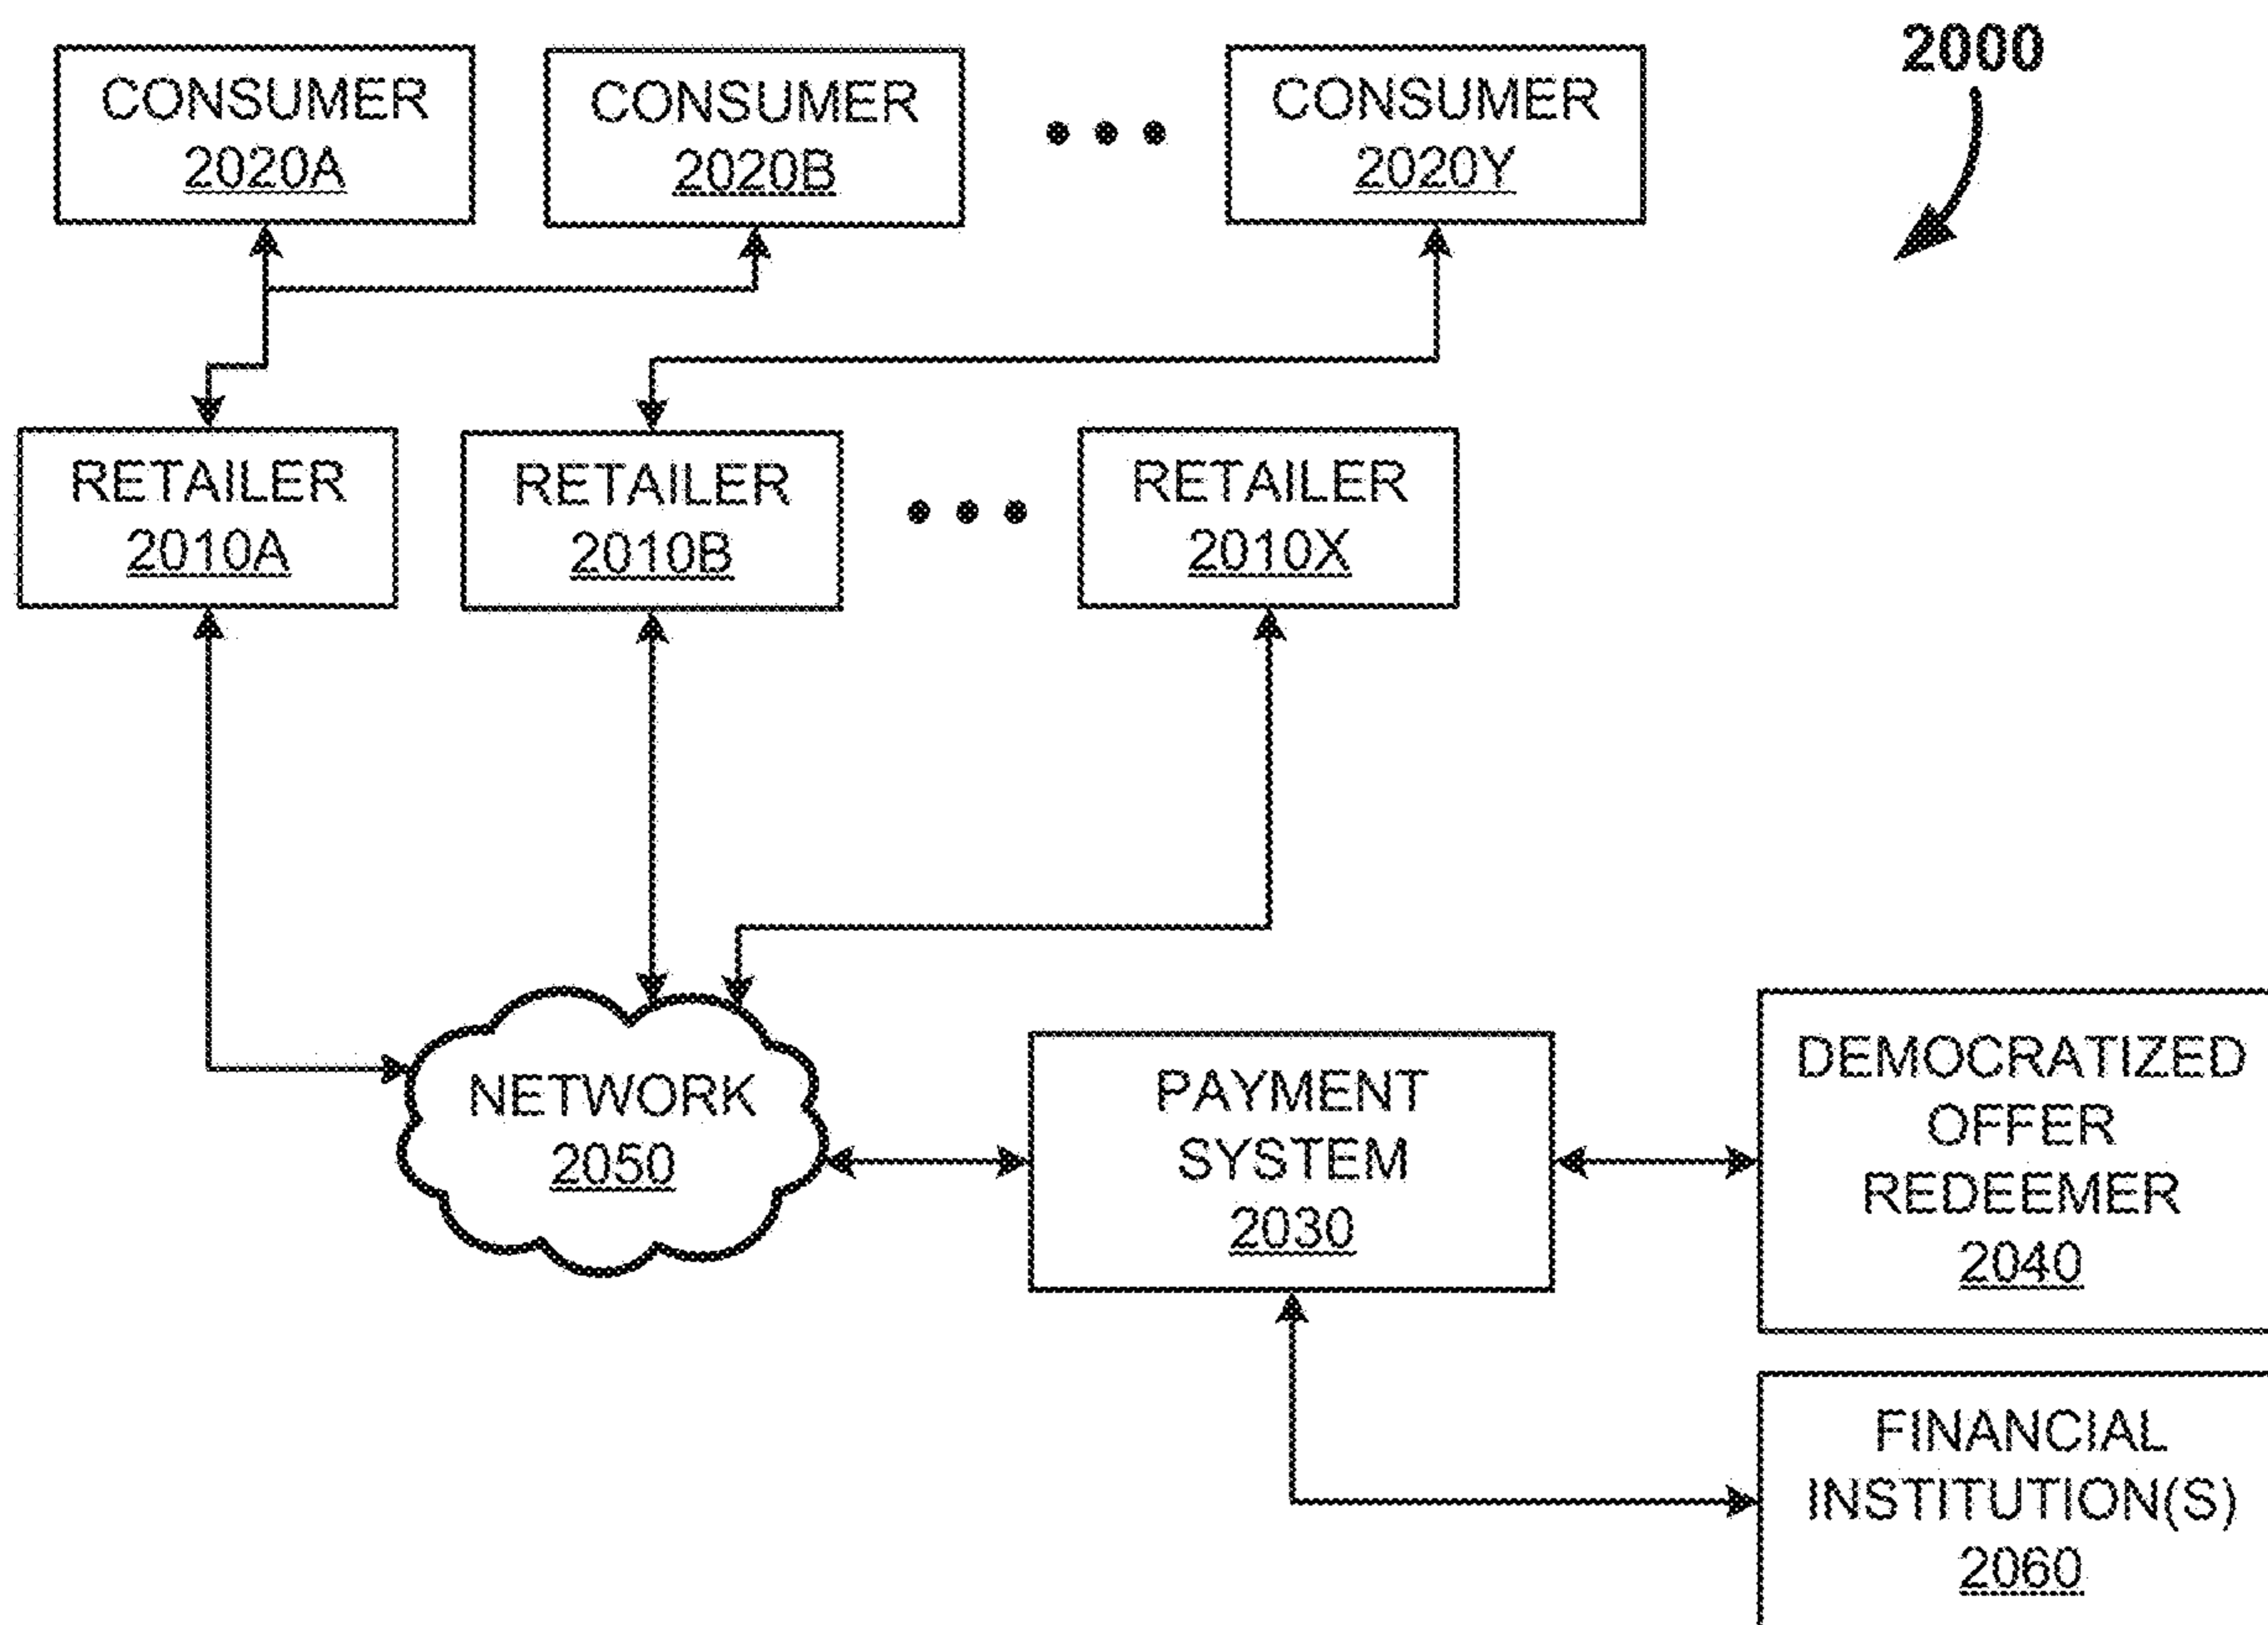 2000
CONSUMER
2020A
CONSUMER
2020B
CONSUMER
2020Y
RETAILER
2010A
RETAILER
2010B
RETAILER
2010X
NETWORK
2050
PAYMENT
SYSTEM
2030
DEMOCRATIZED
OFFER
REDEEMER
2040
FINANCIAL
INSTITUTION(S)
2060